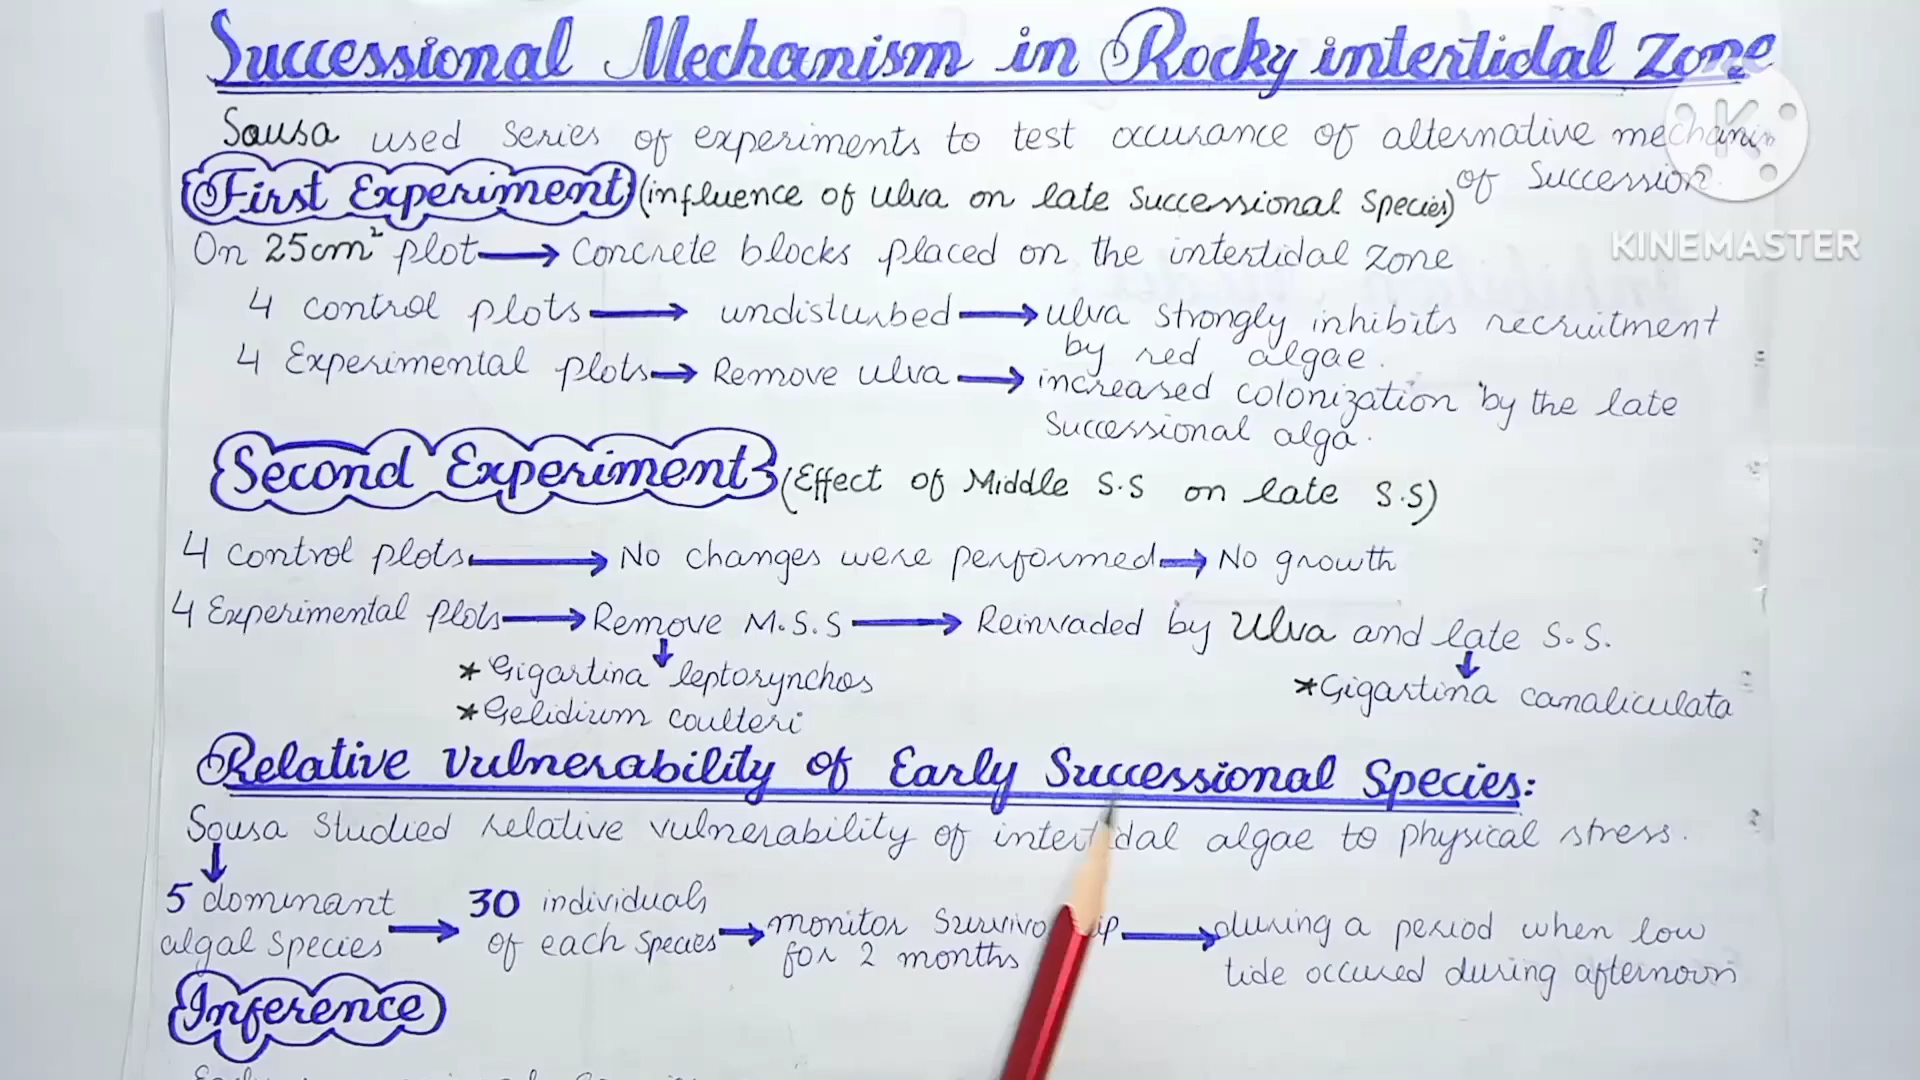 Successional Mechanism in Rocky intertidal Zone
Sousa used series of experiments to test occurance of alternative
of Succession.
First Experiment (influence of ulva on late Successional Species)
On 25cm² plot → Concrete blocks placed on the intertidal zone
4 control plots → undisturbed → ulva strongly inhibits recruitment
by red algae.
4 Experimental plots → Remove ulva → increased colonization by the late
Successional alga.
Second Experiment (Effect of Middle S.S on late S.S)
4 control plots → No changes were performed → No growth
4 Experimental plots → Remove M.S.S → Reinvaded by Ulva and late S.S.
* Gigartina leptorynchos
* Gelidium coulteri
* Gigartina canaliculata
Relative Vulnerability of Early Successional Species:
Sousa Studied relative vulnerability of intertidal algae to physical stress.
5 dominant
algal species → 30 individuals
of each species → monitor
for 2 months → during a period when low
tide occured during afternoon
Inference
KINEMASTER